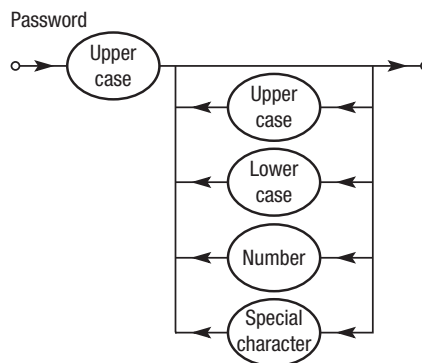 Password
Upper
case
Upper
case
Lower
case
Number
Special
character